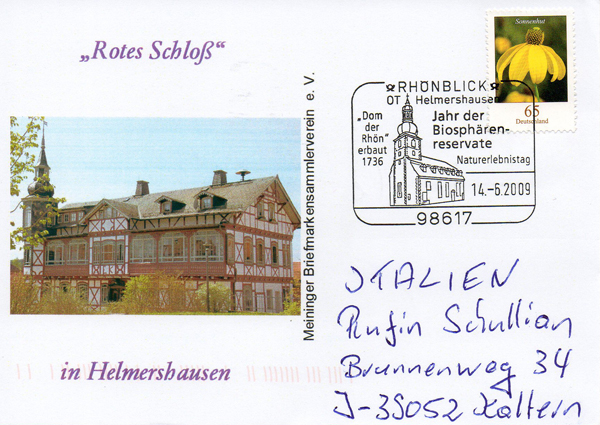 „Rotes Schloß“
in Helmershausen
Meininger Briefmarkensammlerverein e. V.
Sonnenhut
65
Deutschland
RHÖNBLICK
OT Helmershausen
„Dom
der
Rhön“
erbaut
1736
Jahr der
Biosphären-
reservate
Naturerlebnistag
14.-6.2009
98617
ITALIEN
Rufin Schullian
Brunnenweg 34
I-39052 Kaltern